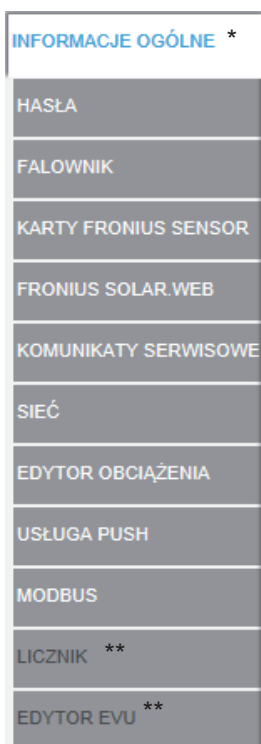 INFORMACJE OGÓLNE *
HASŁA
FALOWNIK
KARTY FRONIUS SENSOR
FRONIUS SOLAR.WEB
KOMUNIKATY SERWISOWE
SIEĆ
EDYTOR OBCIĄŻENIA
USŁUGA PUSH
MODBUS
LICZNIK **
EDYTOR EVU **